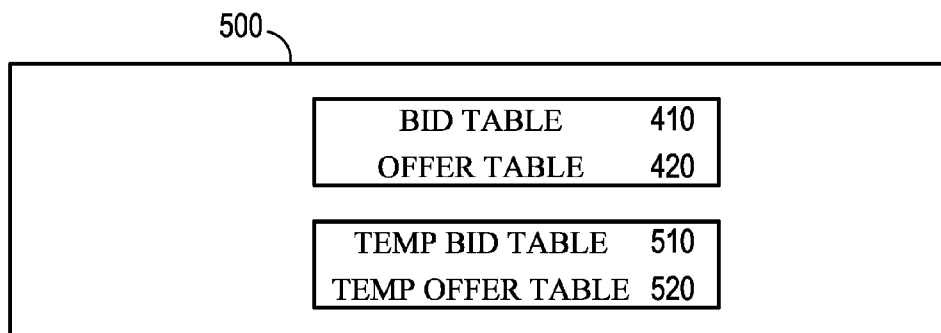 500
BID TABLE 410
OFFER TABLE 420
TEMP BID TABLE 510
TEMP OFFER TABLE 520